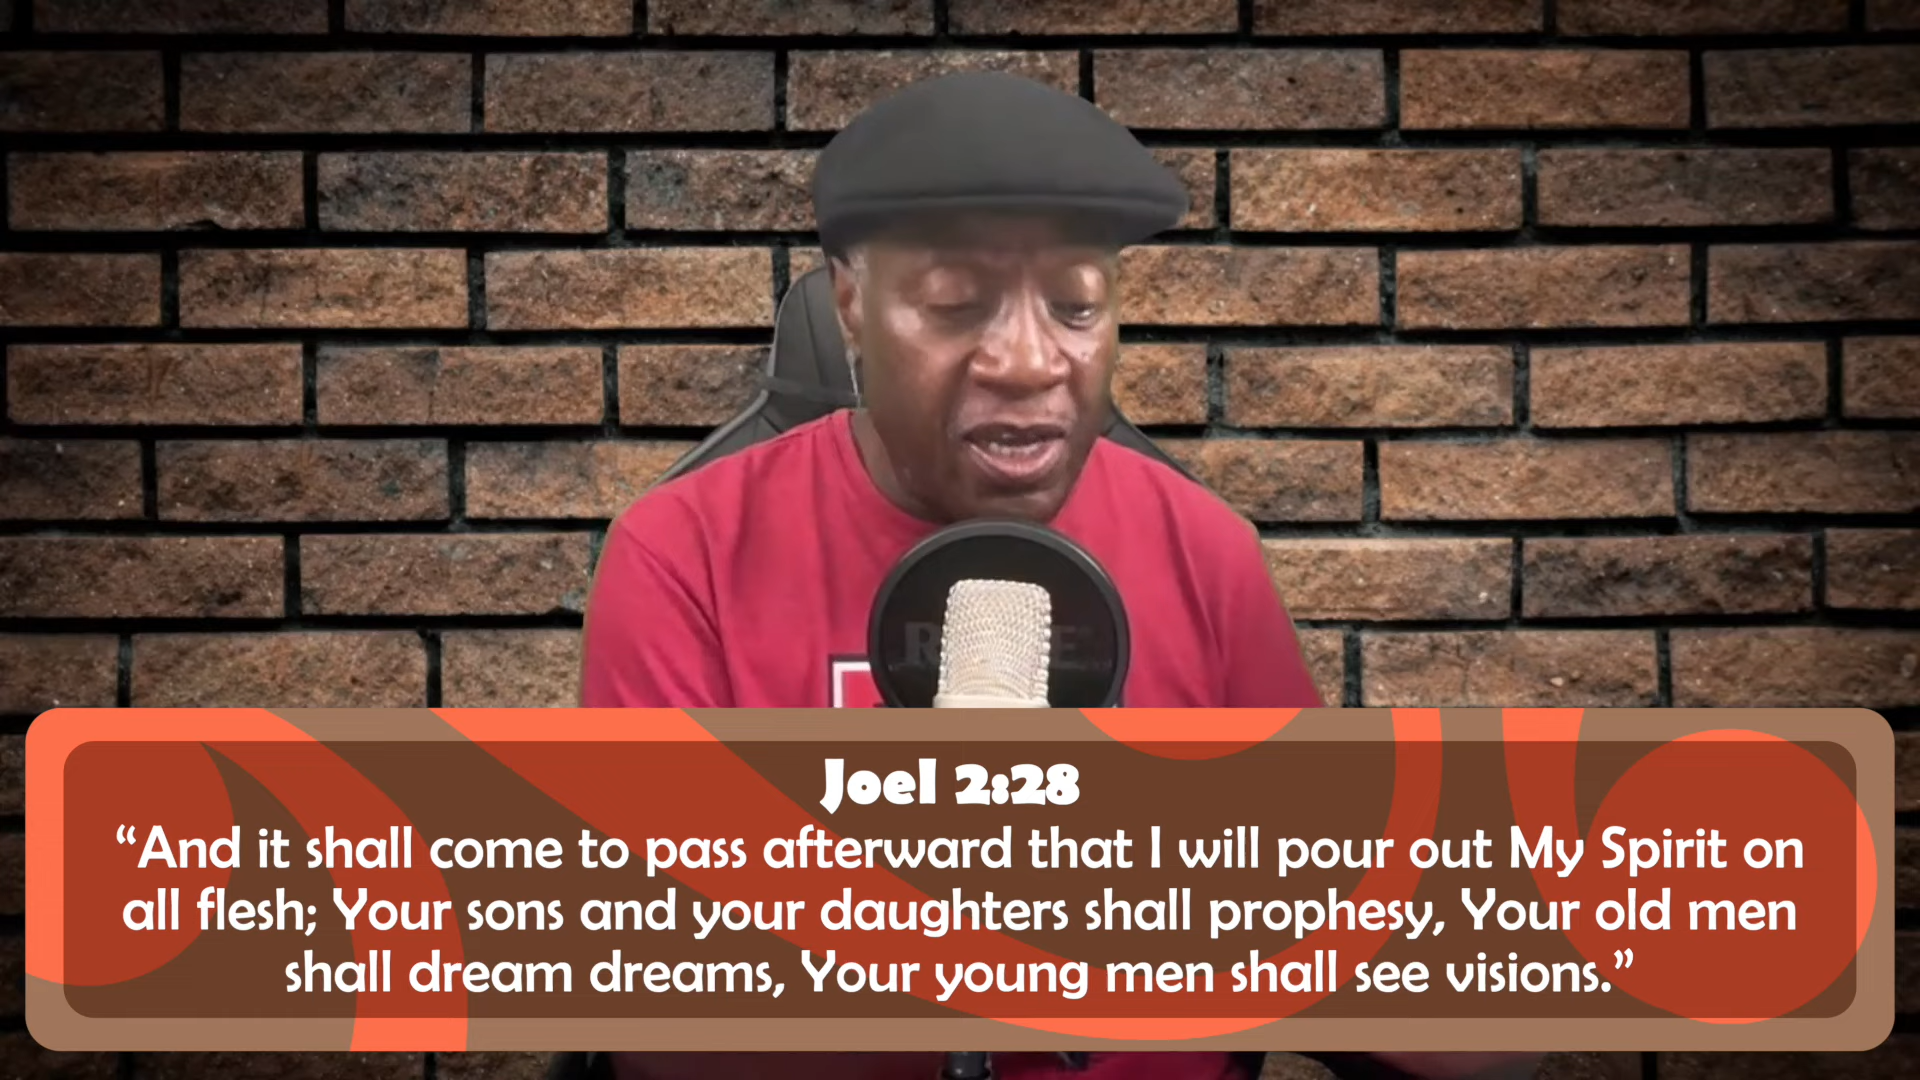 Joel 2:28
“And it shall come to pass afterward that I will pour out My Spirit on
all flesh; Your sons and your daughters shall prophesy, Your old men
shall dream dreams, Your young men shall see visions.”